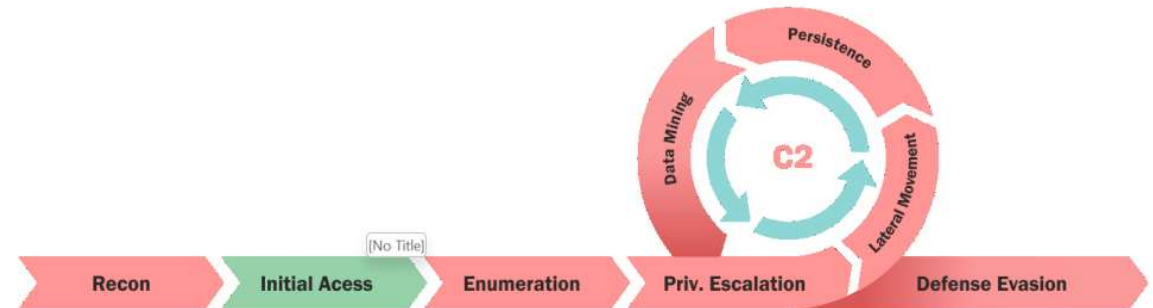 Persistence
Data Mining
C2
Lateral Movement
[No Title]
Recon
Initial Acess
Enumeration
Priv. Escalation
Defense Evasion